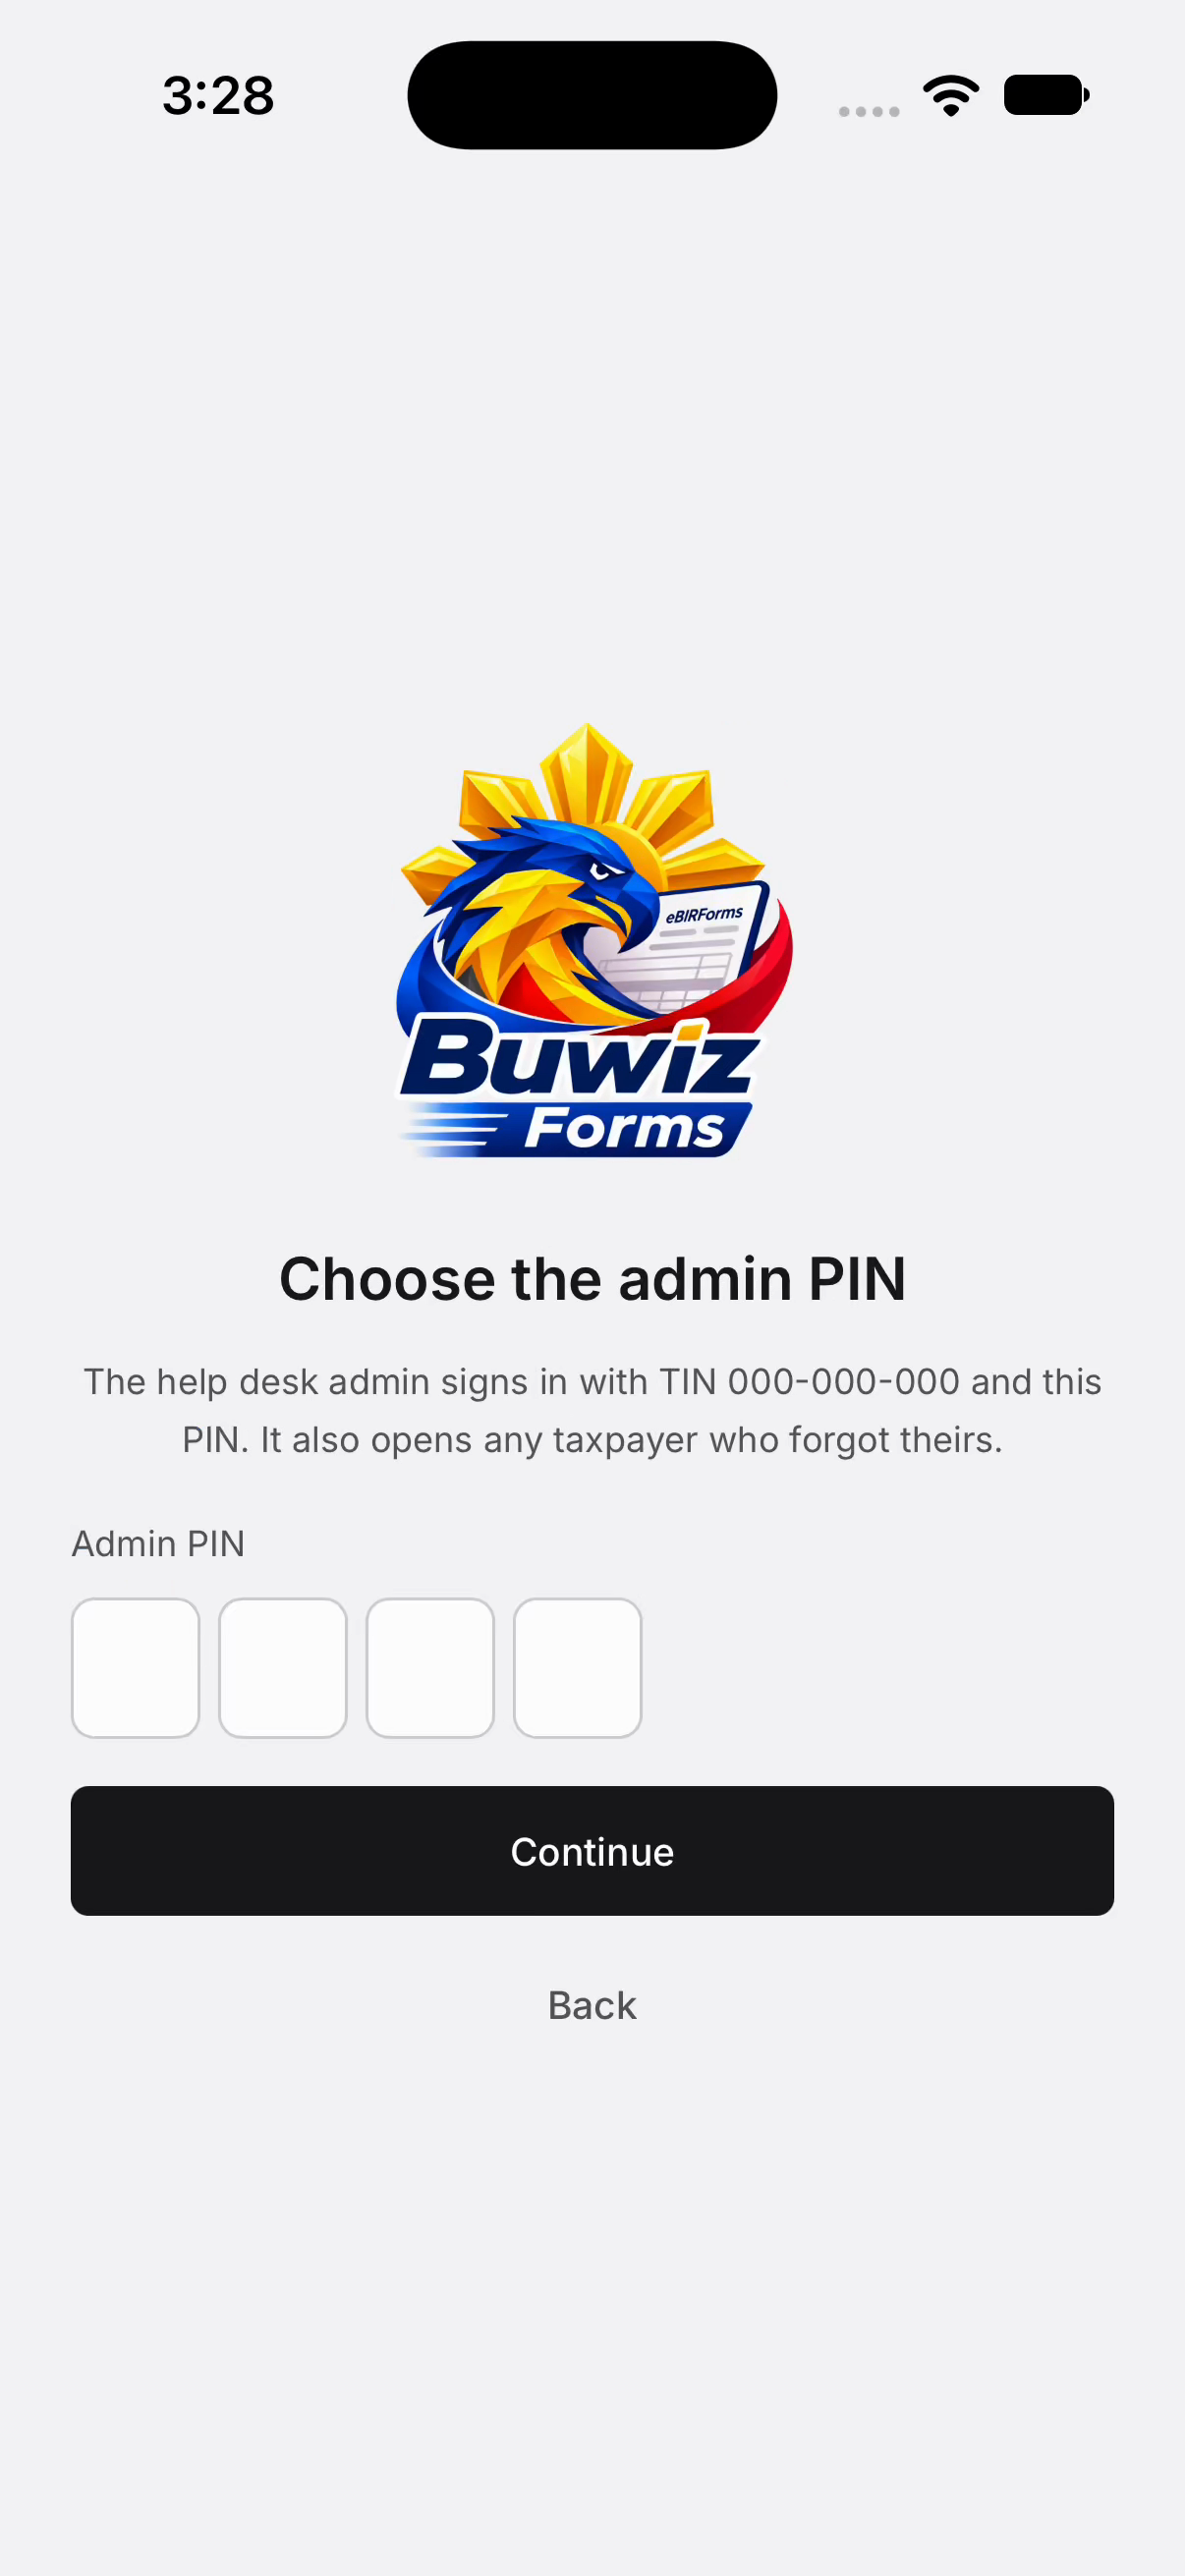 3:28
eBIRForms
Buwiz
Forms
Choose the admin PIN
The help desk admin signs in with TIN 000-000-000 and this
PIN. It also opens any taxpayer who forgot theirs.
Admin PIN
Continue
Back